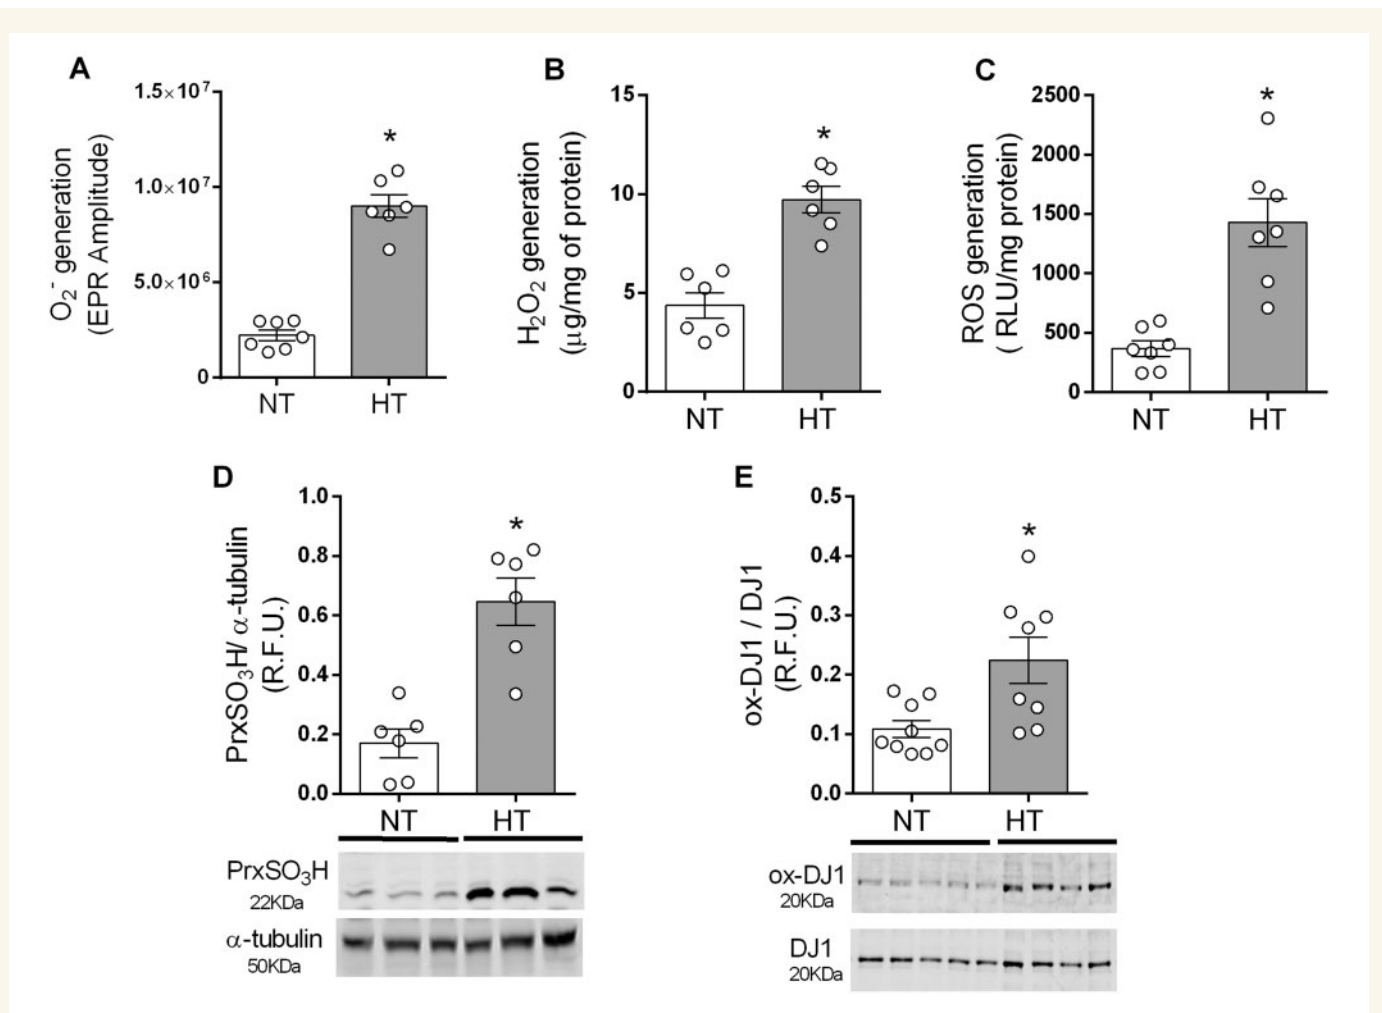 A
O₂⁻ generation
(EPR Amplitude)
1.5×10⁷
1.0×10⁷
5.0×10⁶
0
*
NT HT
B
H₂O₂ generation
(µg/mg of protein)
15
10
5
0
*
NT HT
C
ROS generation
( RLU/mg protein)
2500
2000
1500
1000
500
0
*
NT HT
D
PrxSO₃H/ α-tubulin
(R.F.U.)
1.0
0.8
0.6
0.4
0.2
0.0
*
NT HT
PrxSO₃H
22KDa
α-tubulin
50KDa
E
ox-DJ1 / DJ1
(R.F.U.)
0.5
0.4
0.3
0.2
0.1
0.0
*
NT HT
ox-DJ1
20KDa
DJ1
20KDa